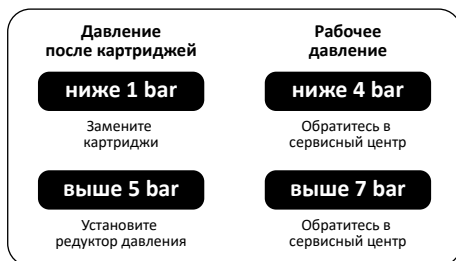 Давление
после картриджей
ниже 1 bar
Замените
картриджи
выше 5 bar
Установите
редуктор давления
Рабочее
давление
ниже 4 bar
Обратитесь в
сервисный центр
выше 7 bar
Обратитесь в
сервисный центр